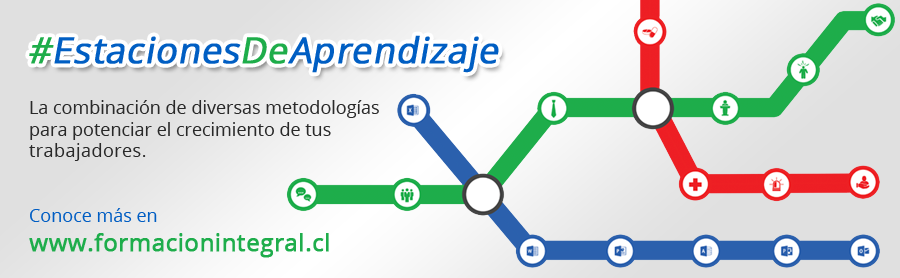 #EstacionesDeAprendizaje
La combinación de diversas metodologías
para potenciar el crecimiento de tus
trabajadores.
Conoce más en
www.formacionintegral.cl